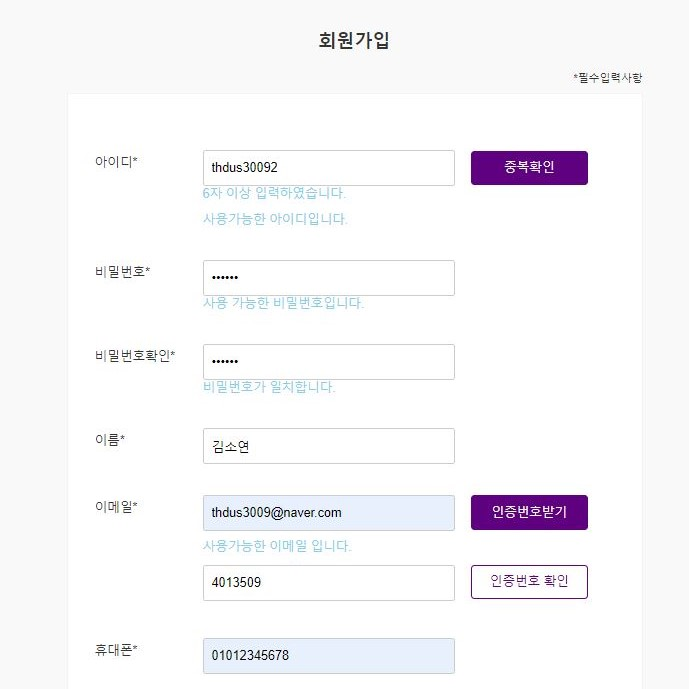 회원가입
*필수입력사항
아이디*
thdus30092
중복확인
6자 이상 입력하였습니다.
사용가능한 아이디입니다.
비밀번호*
••••••
사용 가능한 비밀번호입니다.
비밀번호확인*
••••••
비밀번호가 일치합니다.
이름*
김소연
이메일*
thdus3009@naver.com
인증번호받기
사용가능한 이메일 입니다.
4013509
인증번호 확인
휴대폰*
01012345678